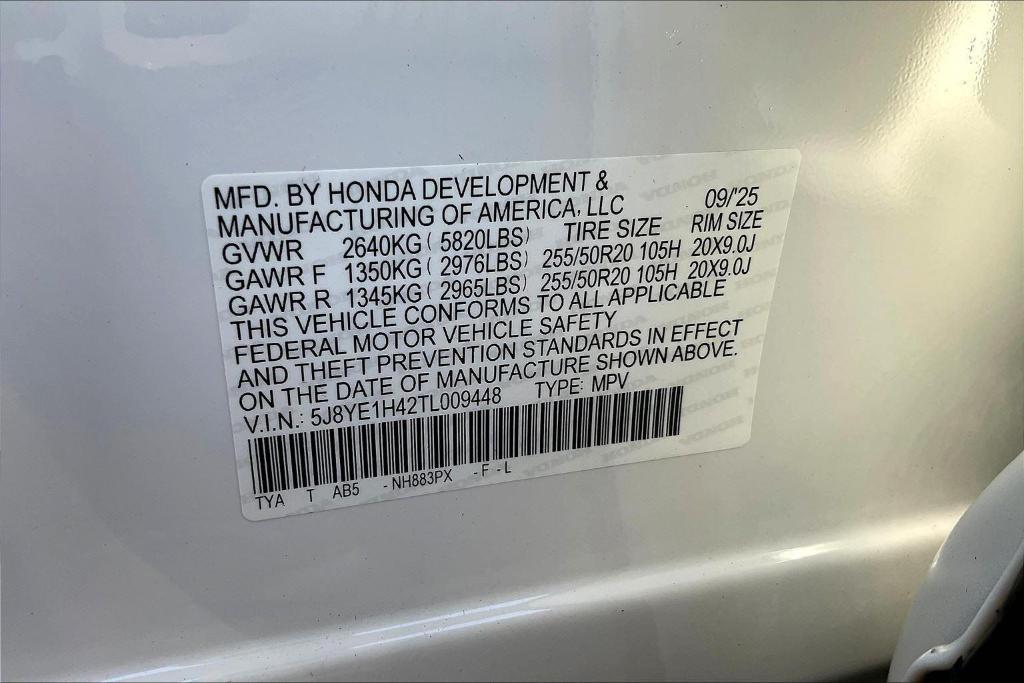 MFD. BY HONDA DEVELOPMENT &
MANUFACTURING OF AMERICA, LLC 09/'25
GVWR 2640KG ( 5820LBS) TIRE SIZE RIM SIZE
GAWR F 1350KG ( 2976LBS) 255/50R20 105H 20X9.0J
GAWR R 1345KG ( 2965LBS) 255/50R20 105H 20X9.0J
THIS VEHICLE CONFORMS TO ALL APPLICABLE
FEDERAL MOTOR VEHICLE SAFETY
AND THEFT PREVENTION STANDARDS IN EFFECT
ON THE DATE OF MANUFACTURE SHOWN ABOVE.
V.I.N.: 5J8YE1H42TL009448 TYPE: MPV
TYA T AB5 -NH883PX -F -L